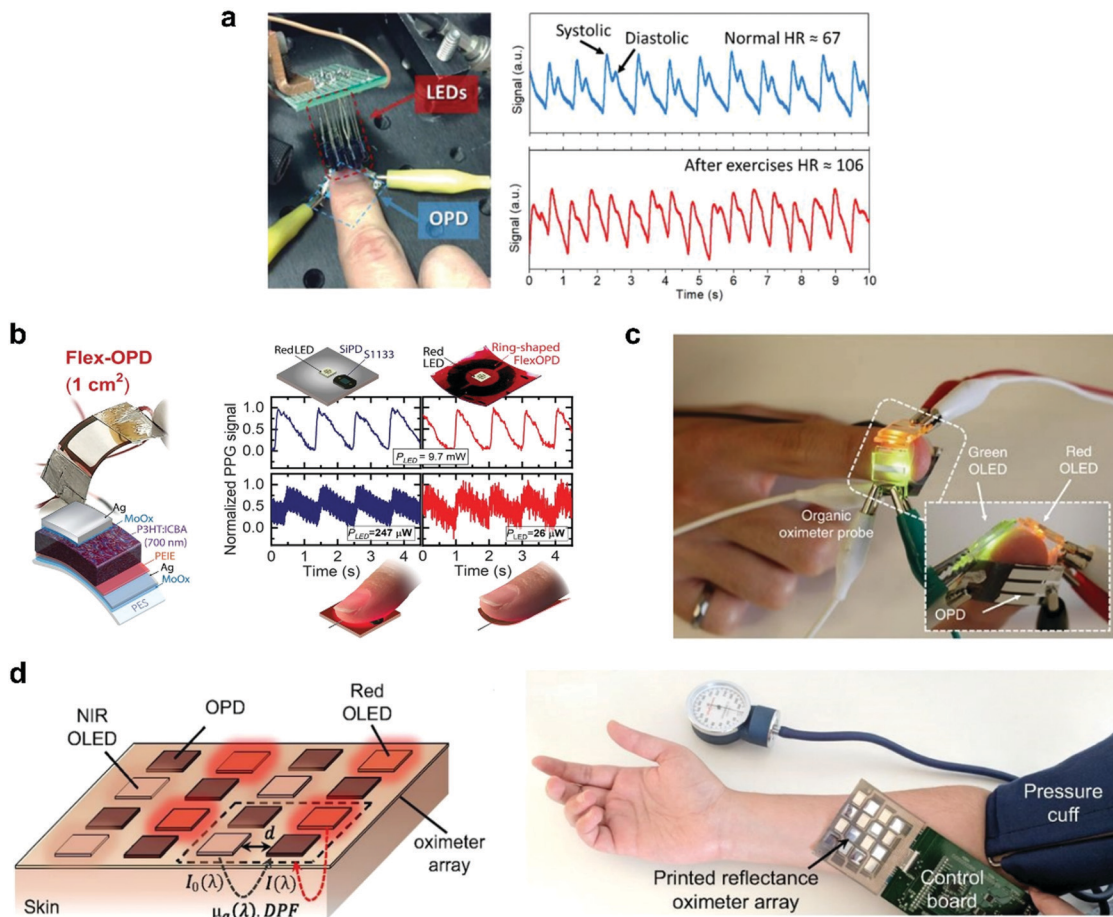 a
LEDs
OPD
Systolic
Diastolic
Normal HR ≈ 67
Signal (a.u.)
After exercises HR ≈ 106
Signal (a.u.)
0 1 2 3 4 5 6 7 8 9 10
Time (s)
b
Flex-OPD
(1 cm²)
Ag
MoOx
P3HT:ICBA
(700 nm)
PEIE
Ag
MoOx
PES
Red LED
SiPD
S1133
Red
LED
Ring-shaped
FlexOPD
Normalized PPG signal
1.0
0.5
0.0
P_LED = 9.7 mW
1.0
0.5
0.0
P_LED=247 µW
P_LED=26 µW
0 1 2 3 4
0 1 2 3 4
Time (s)
Time (s)
c
Green
OLED
Red
OLED
Organic
oximeter probe
OPD
d
NIR
OLED
OPD
Red
OLED
d
oximeter
array
I₀(λ)
I(λ)
Skin
μₐ(λ), DPF
Pressure
cuff
Printed reflectance
oximeter array
Control
board